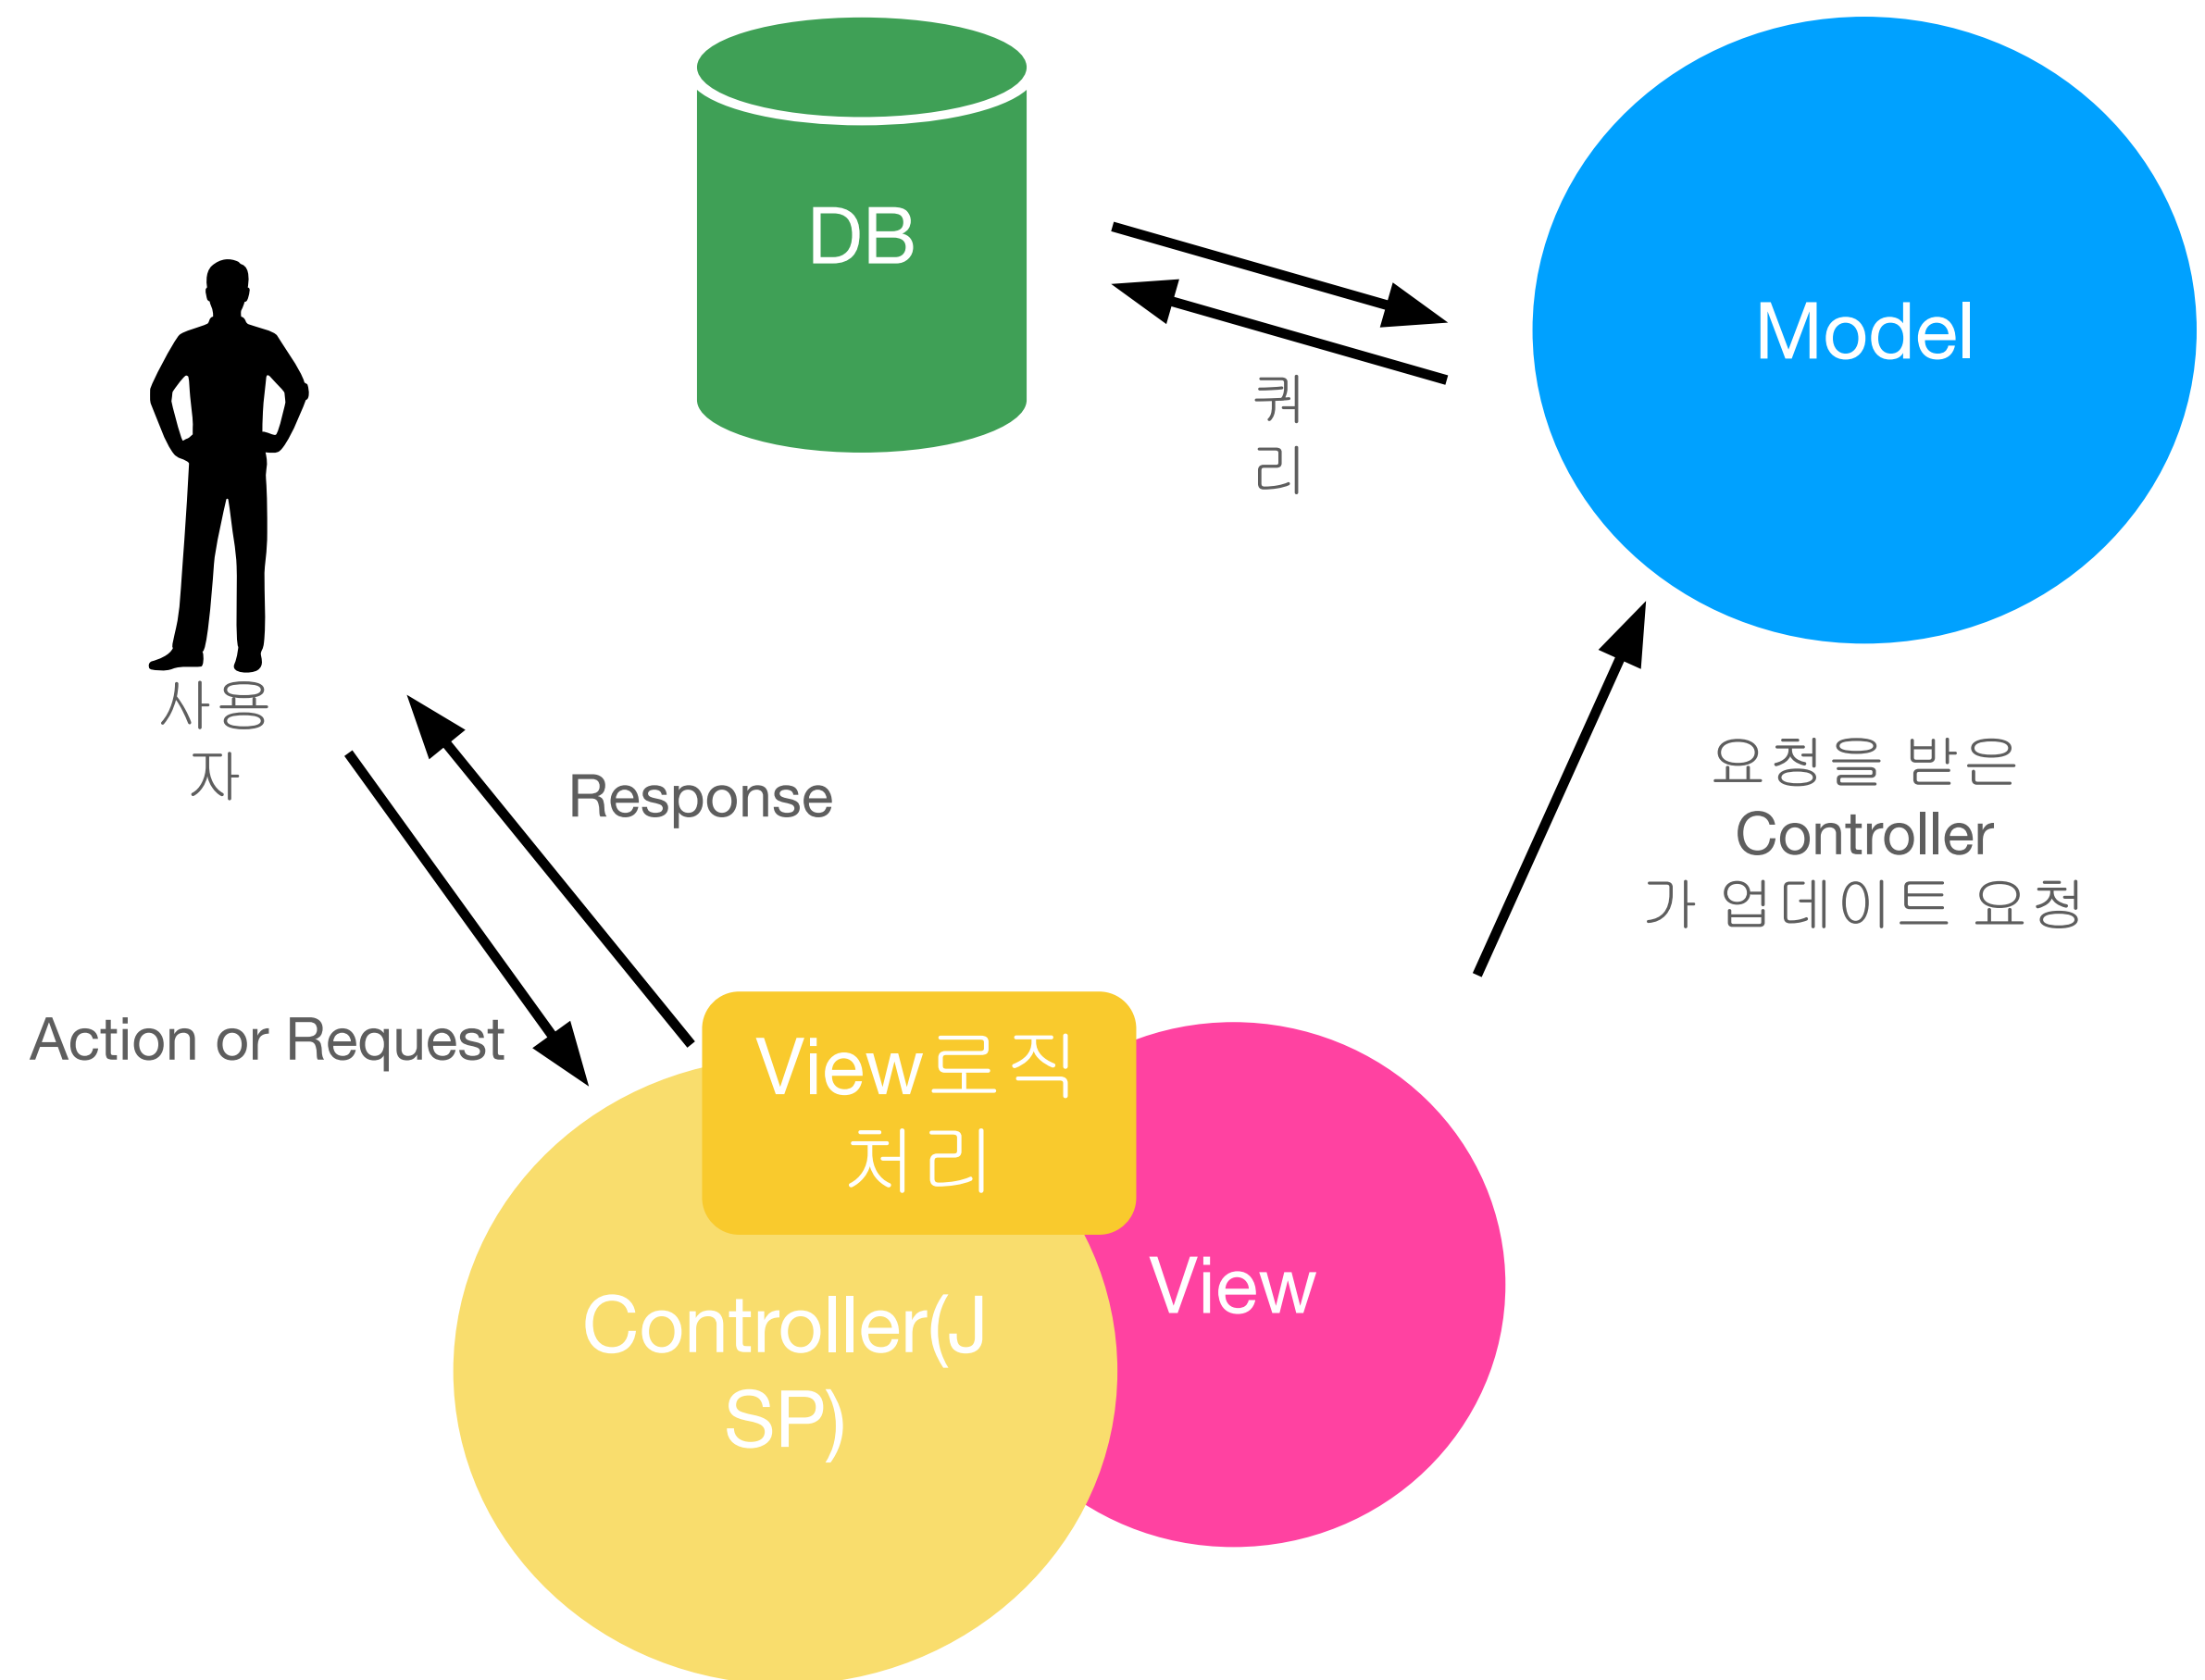 DB
Model
쿼
리
사용
자
Response
요청을 받은
Controller
가 업데이트 요청
Action or Request
View로직
처리
View
Controller(J
SP)